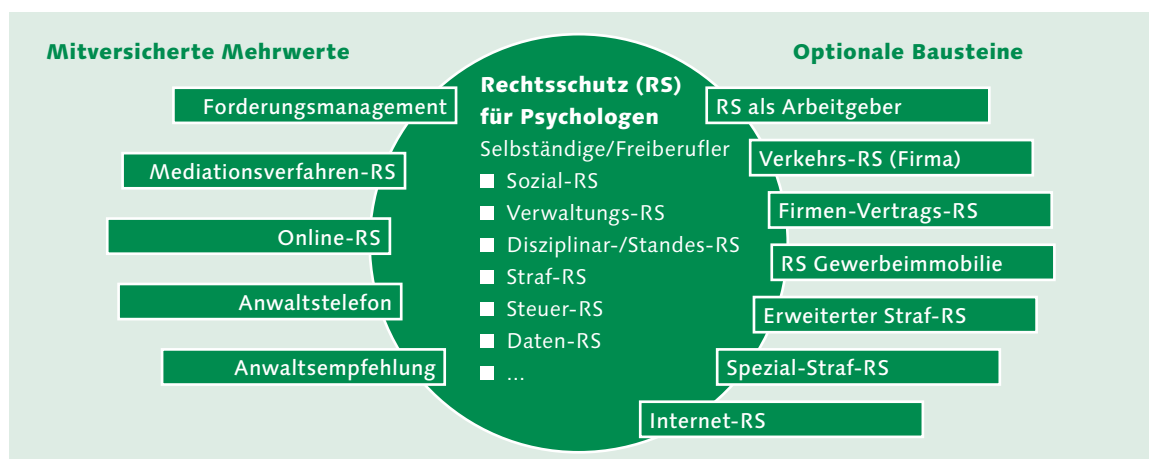 Mitversicherte Mehrwerte
Forderungsmanagement
Mediationsverfahren-RS
Online-RS
Anwaltstelefon
Anwaltsempfehlung
Rechtsschutz (RS)
für Psychologen
Selbständige/Freiberufler
Sozial-RS
Verwaltungs-RS
Disziplinar-/Standes-RS
Straf-RS
Steuer-RS
Daten-RS
...
Optionale Bausteine
RS als Arbeitgeber
Verkehrs-RS (Firma)
Firmen-Vertrags-RS
RS Gewerbeimmobilie
Erweiterter Straf-RS
Spezial-Straf-RS
Internet-RS